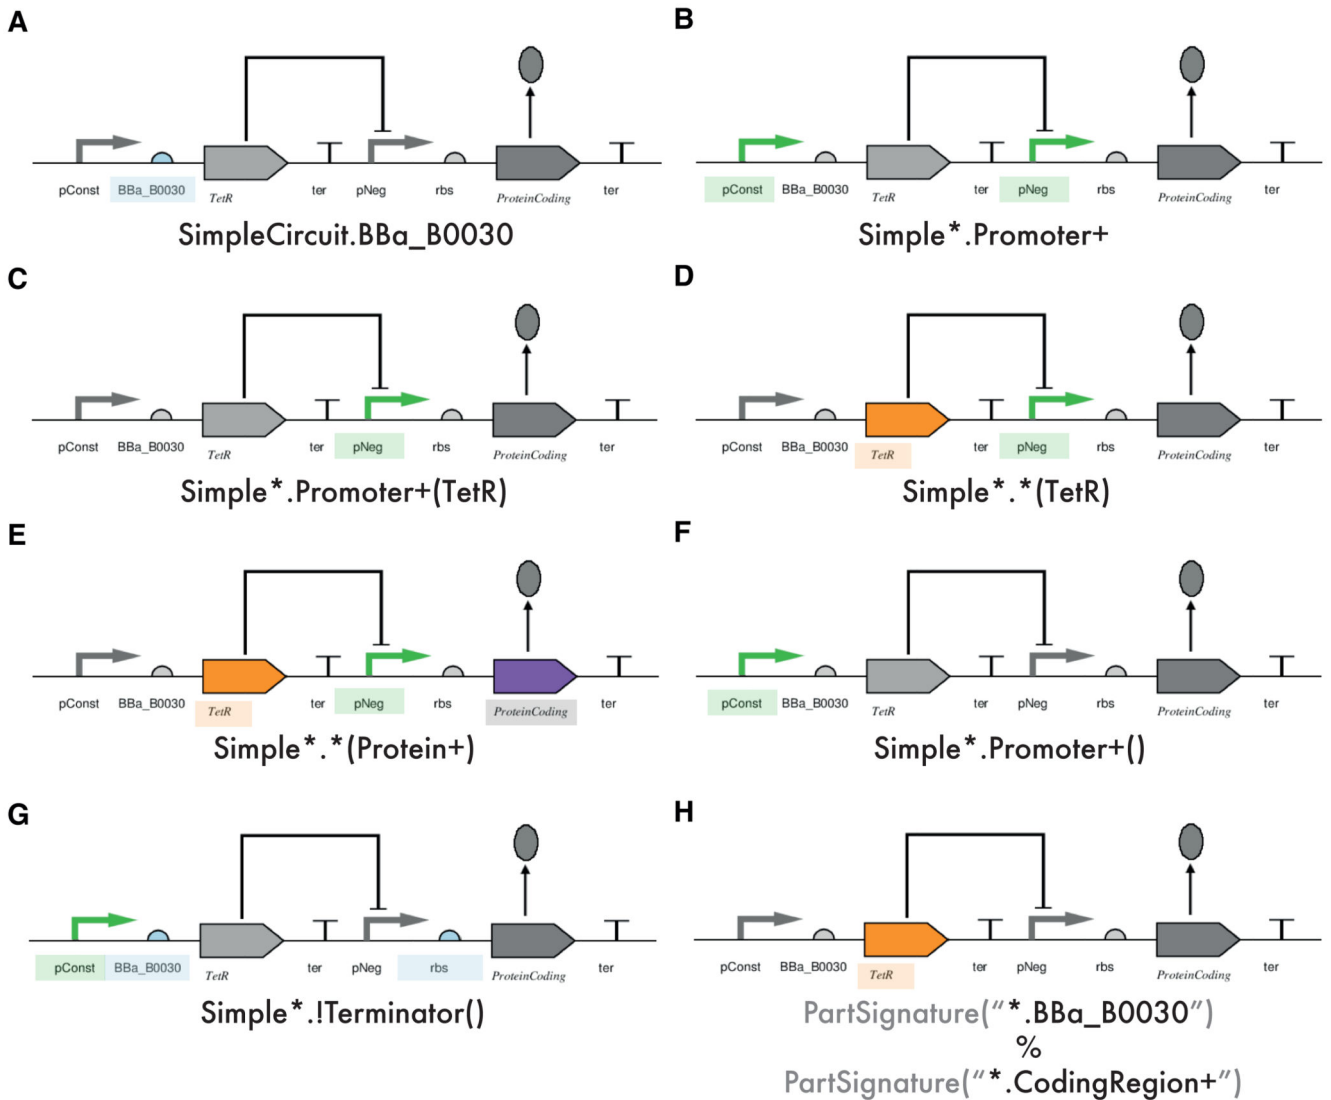 A
pConst BBa_B0030 TetR ter pNeg rbs ProteinCoding ter
SimpleCircuit.BBa_B0030
B
pConst BBa_B0030 TetR ter pNeg rbs ProteinCoding ter
Simple*.Promoter+
C
pConst BBa_B0030 TetR ter pNeg rbs ProteinCoding ter
Simple*.Promoter+(TetR)
D
pConst BBa_B0030 TetR ter pNeg rbs ProteinCoding ter
Simple*.*(TetR)
E
pConst BBa_B0030 TetR ter pNeg rbs ProteinCoding ter
Simple*.*(Protein+)
F
pConst BBa_B0030 TetR ter pNeg rbs ProteinCoding ter
Simple*.Promoter+()
G
pConst BBa_B0030 TetR ter pNeg rbs ProteinCoding ter
Simple*.!Terminator()
H
pConst BBa_B0030 TetR ter pNeg rbs ProteinCoding ter
PartSignature(“*.BBa_B0030”)
%
PartSignature(“*.CodingRegion+”)